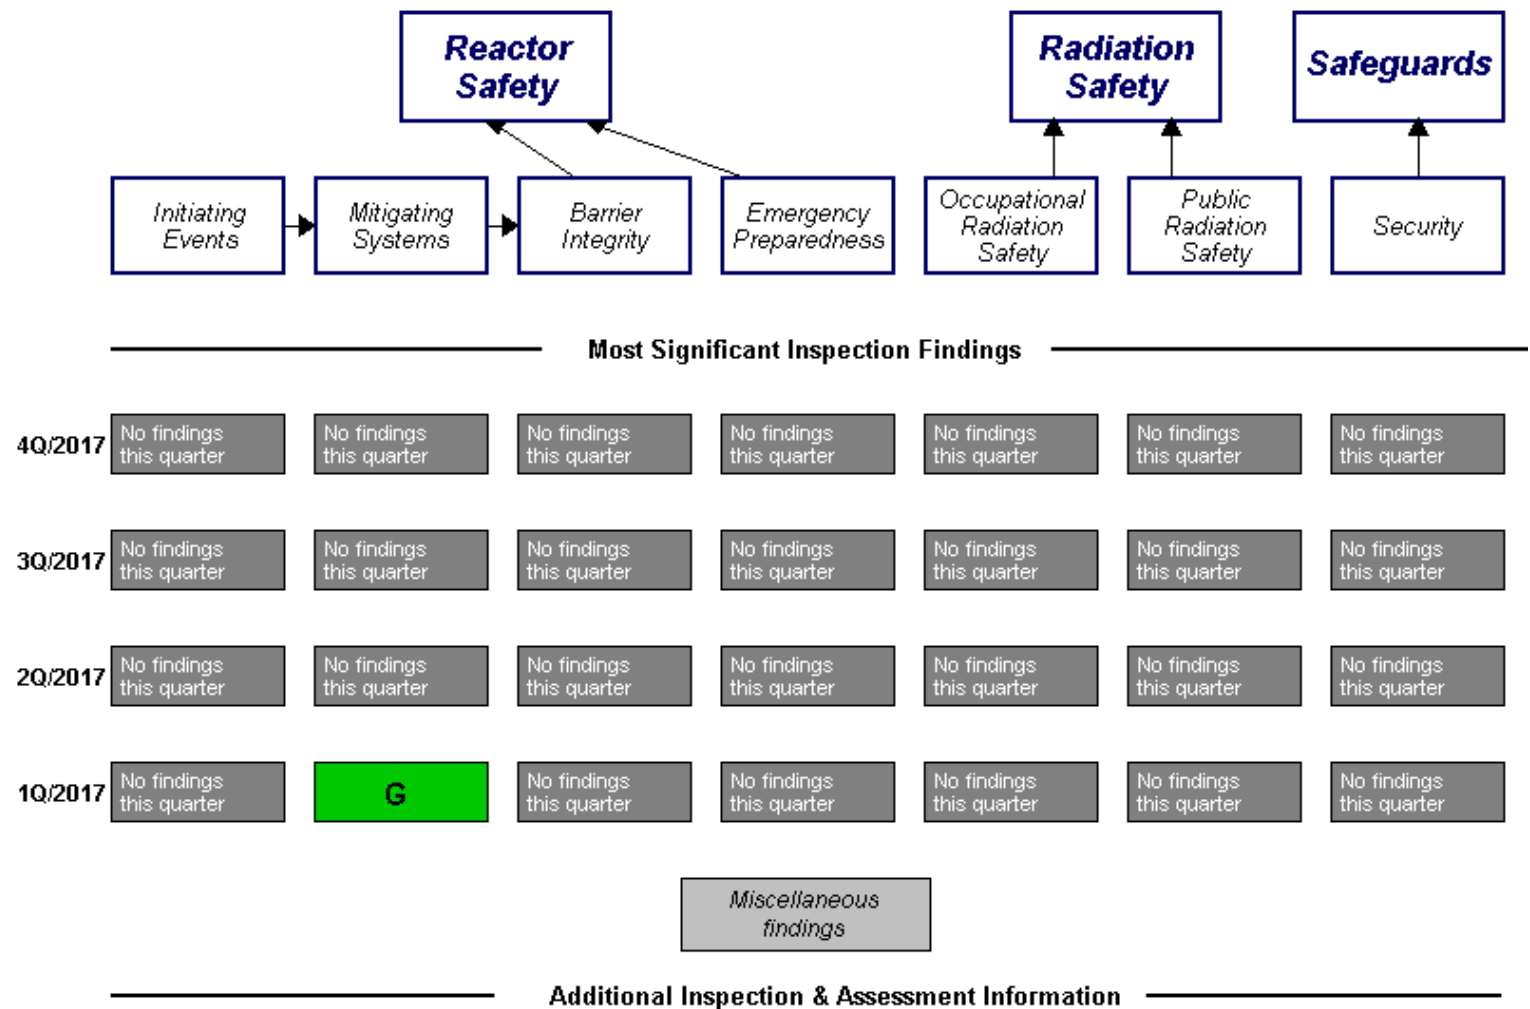 Reactor
Safety
Radiation
Safety
Safeguards
Initiating
Events
Mitigating
Systems
Barrier
Integrity
Emergency
Preparedness
Occupational
Radiation
Safety
Public
Radiation
Safety
Security
Most Significant Inspection Findings
4Q/2017
No findings
this quarter
No findings
this quarter
No findings
this quarter
No findings
this quarter
No findings
this quarter
No findings
this quarter
No findings
this quarter
3Q/2017
No findings
this quarter
No findings
this quarter
No findings
this quarter
No findings
this quarter
No findings
this quarter
No findings
this quarter
No findings
this quarter
2Q/2017
No findings
this quarter
No findings
this quarter
No findings
this quarter
No findings
this quarter
No findings
this quarter
No findings
this quarter
No findings
this quarter
1Q/2017
No findings
this quarter
G
No findings
this quarter
No findings
this quarter
No findings
this quarter
No findings
this quarter
No findings
this quarter
Miscellaneous
findings
Additional Inspection & Assessment Information